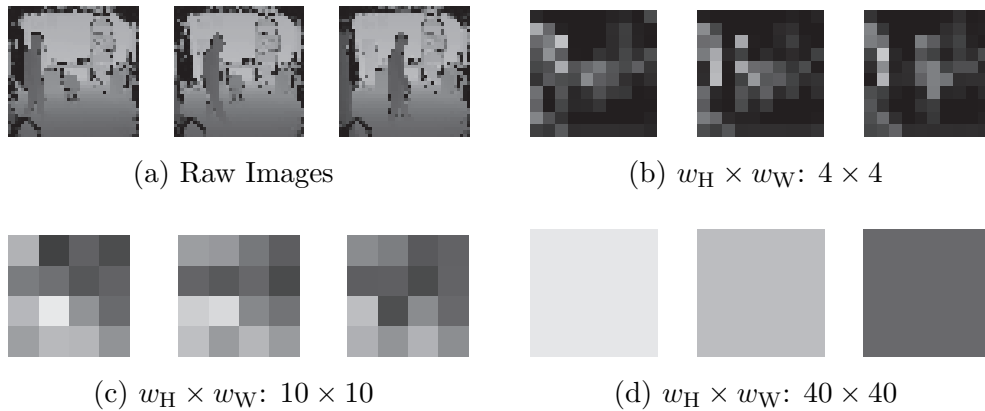 (a) Raw Images
(b) w_H × w_W: 4 × 4
(c) w_H × w_W: 10 × 10
(d) w_H × w_W: 40 × 40